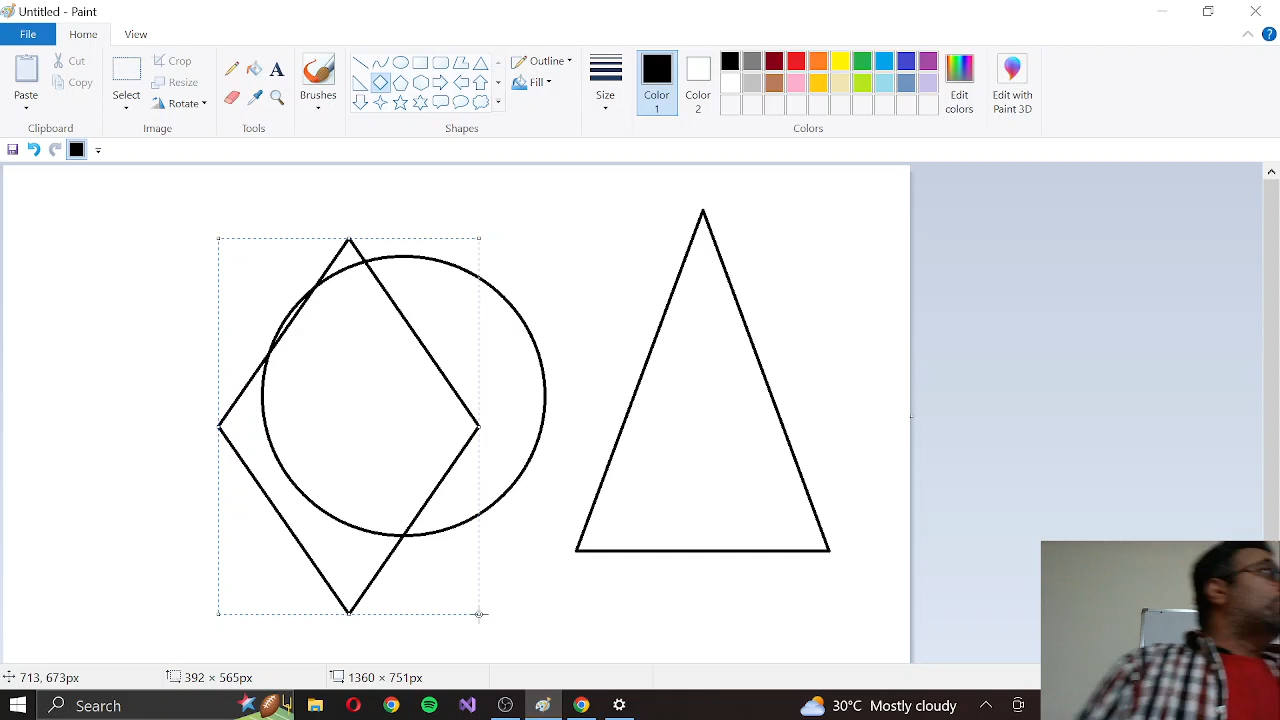 Untitled - Paint
File
Home
View
Paste
Cut
Copy
Clipboard
Select
Crop
Resize
Rotate
Image
A
Tools
Brushes
Shapes
Outline
Fill
Size
Color
1
Color
2
Colors
Edit
colors
Edit with
Paint 3D
713, 673px
392 × 565px
1360 × 751px
Search
4
30°C Mostly cloudy